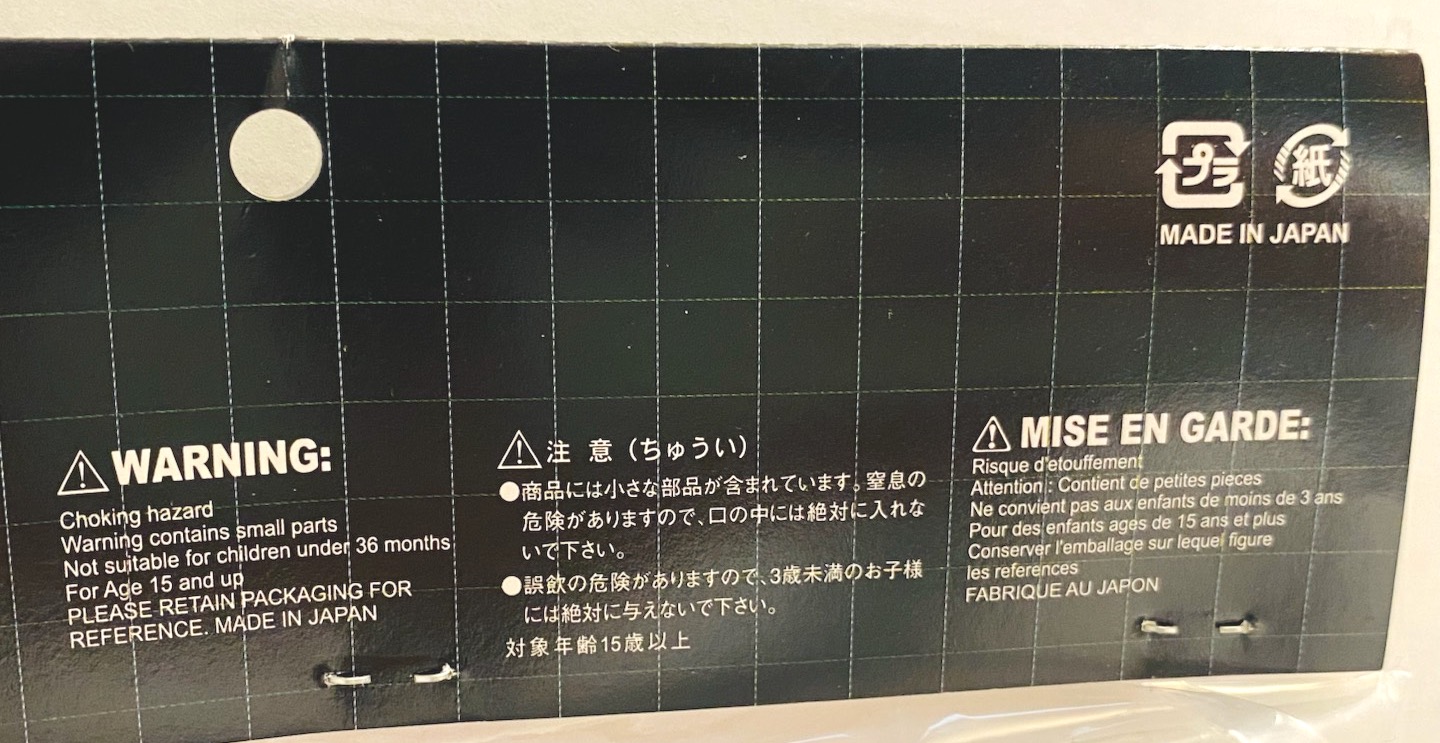 プラ
紙
MADE IN JAPAN
WARNING:
Choking hazard
Warning contains small parts
Not suitable for children under 36 months
For Age 15 and up
PLEASE RETAIN PACKAGING FOR
REFERENCE. MADE IN JAPAN
注 意（ちゅうい）
●商品には小さな部品が含まれています。窒息の
危険がありますので、口の中には絶対に入れな
いで下さい。
●誤飲の危険がありますので、3歳未満のお子様
には絶対に与えないで下さい。
対象年齢15歳以上
MISE EN GARDE:
Risque d'etouffement
Attention : Contient de petites pieces
Ne convient pas aux enfants de moins de 3 ans
Pour des enfants ages de 15 ans et plus
Conserver l'emballage sur lequel figure
les references
FABRIQUE AU JAPON